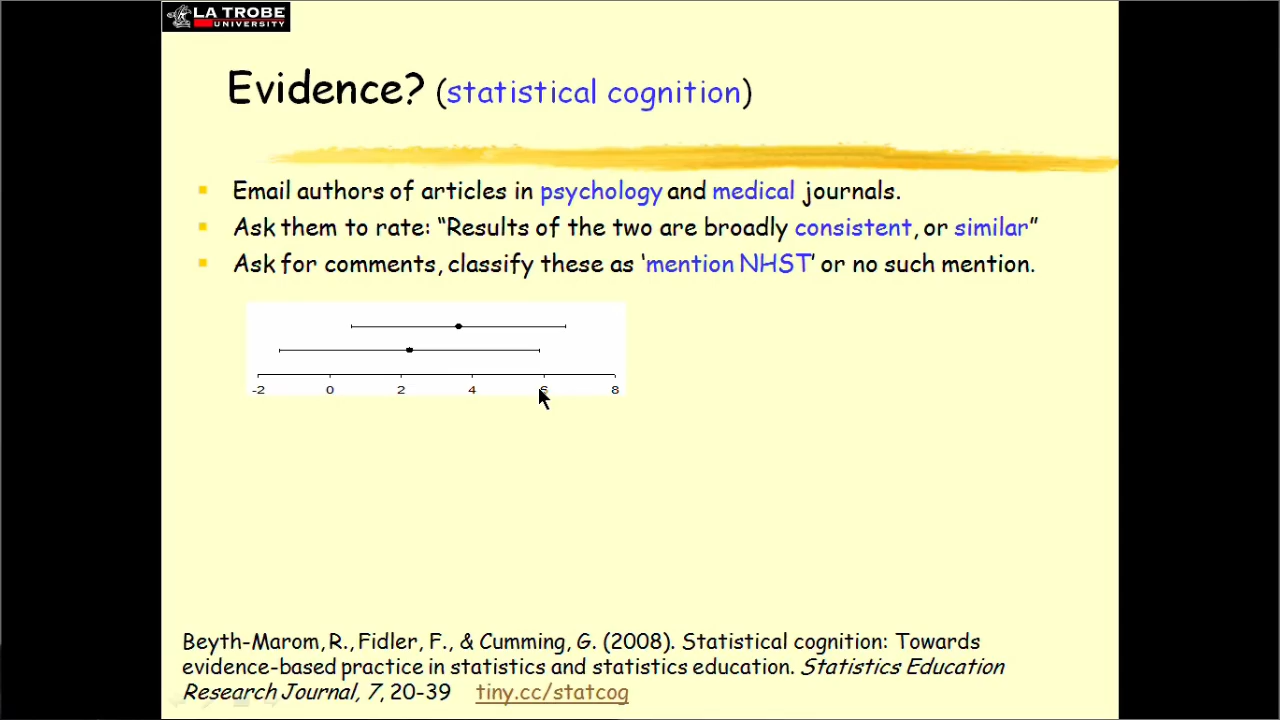 LA TROBE
UNIVERSITY
Evidence? (statistical cognition)
Email authors of articles in psychology and medical journals.
Ask them to rate: “Results of the two are broadly consistent, or similar”
Ask for comments, classify these as ‘mention NHST’ or no such mention.
-2 0 2 4 6 8
Beyth-Marom, R., Fidler, F., & Cumming, G. (2008). Statistical cognition: Towards
evidence-based practice in statistics and statistics education. Statistics Education
Research Journal, 7, 20-39 tiny.cc/statcog